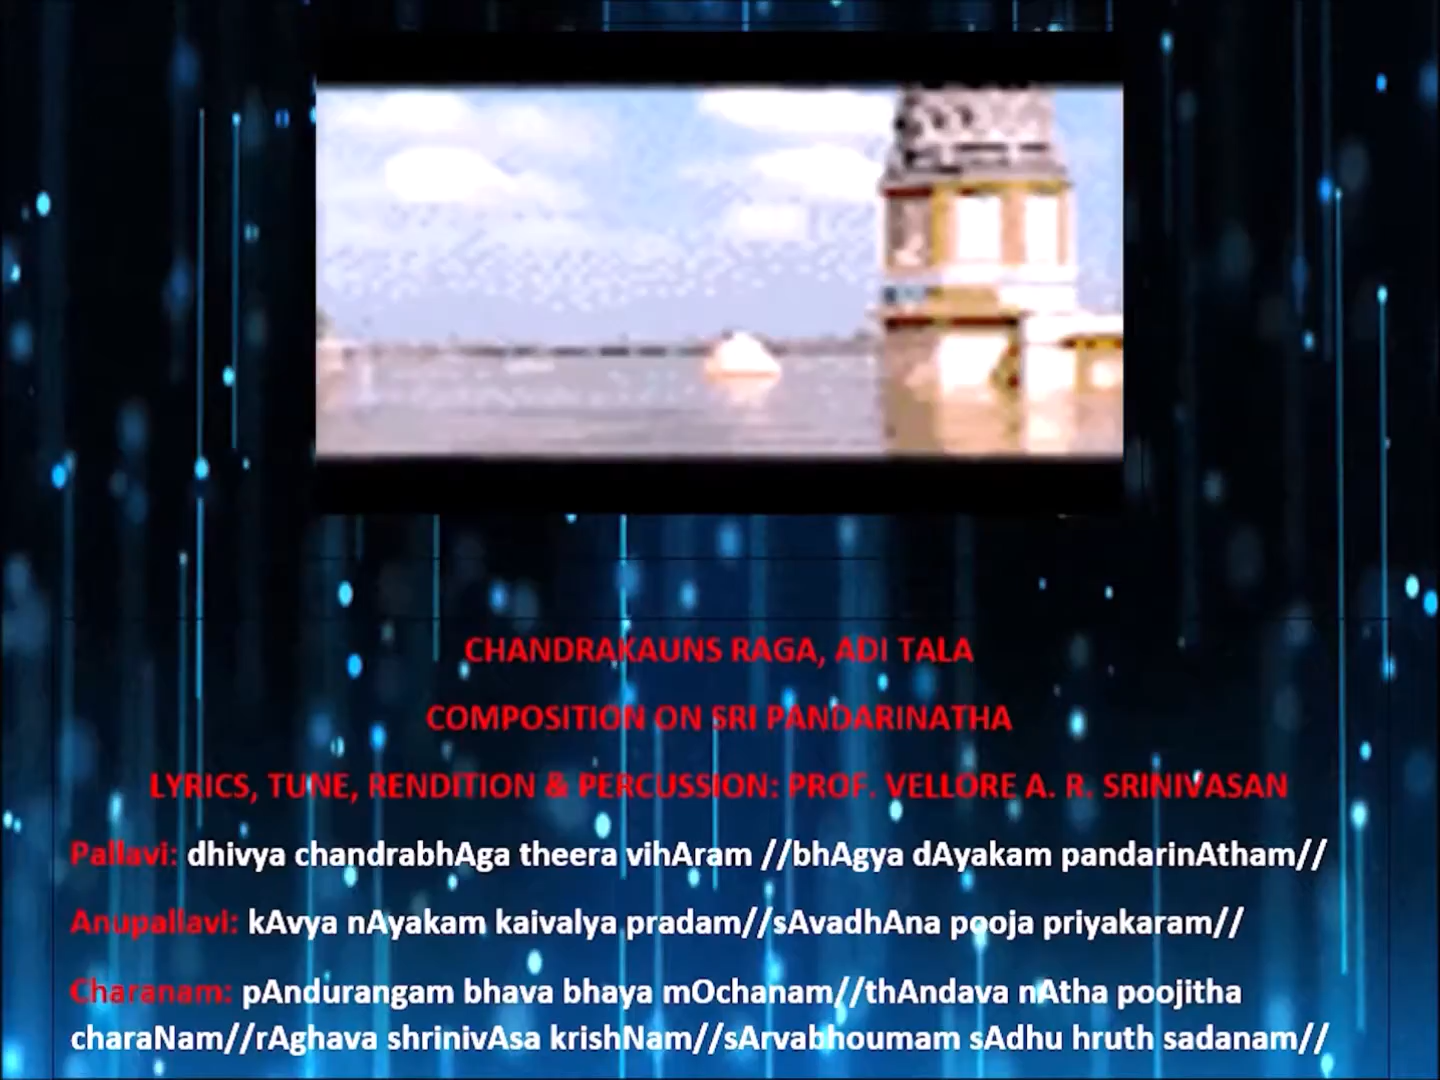 CHANDRAKAUNS RAGA, ADI TALA
COMPOSITION ON SRI PANDARINATHA
LYRICS, TUNE, RENDITION & PERCUSSION: PROF. VELLORE A. R. SRINIVASAN
Pallavi: dhivya chandrabhAga theera vihAram //bhAgya dAyakam pandarinAtham//
Anupallavi: kAvya nAyakam kaivalya pradam//sAvadhAna pooja priyakaram//
Charanam: pAndurangam bhava bhaya mOchanam//thAndava nAtha poojitha
charaNam//rAghava shrinivAsa krishNam//sArvabhoumam sAdhu hruth sadanam//